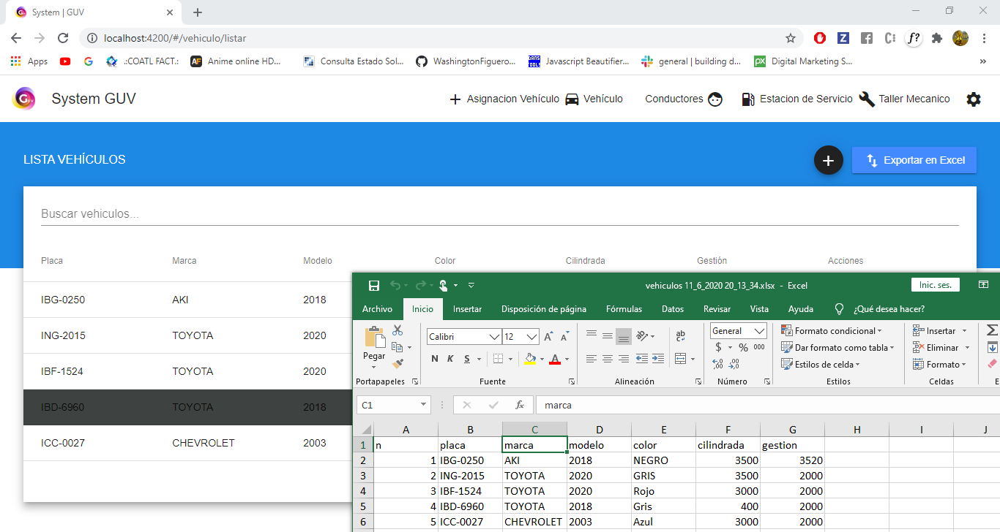 System | GUV
localhost:4200/#/vehiculo/listar
Apps
.:COATL FACT.:
Anime online HD...
Consulta Estado Sol...
WashingtonFiguero...
Javascript Beautifier...
general | building d...
Digital Marketing S...
System GUV
Asignacion Vehículo
Vehículo
Conductores
Estacion de Servicio
Taller Mecanico
LISTA VEHÍCULOS
Exportar en Excel
Buscar vehiculos...
Placa Marca Modelo Color Cilindrada Gestión Acciones
IBG-0250 AKI 2018
ING-2015 TOYOTA 2020
IBF-1524 TOYOTA 2020
IBD-6960 TOYOTA 2018
ICC-0027 CHEVROLET 2003
vehiculos 11_6_2020 20_13_34.xlsx - Excel
Inic. ses.
Archivo Inicio Insertar Disposición de página Fórmulas Datos Revisar Vista Ayuda ¿Qué desea hacer?
Pegar
Portapapeles
Calibri 12
N K S
Fuente
Alineación
General
$ % 000
Número
Formato condicional
Dar formato como tabla
Estilos de celda
Estilos
Insertar
Eliminar
Formato
Celdas
C1 fx marca
A B C D E F G H I J
1 n placa marca modelo color cilindrada gestion
2 1 IBG-0250 AKI 2018 NEGRO 3500 3520
3 2 ING-2015 TOYOTA 2020 GRIS 3500 2000
4 3 IBF-1524 TOYOTA 2020 Rojo 3000 2000
5 4 IBD-6960 TOYOTA 2018 Gris 400 2000
6 5 ICC-0027 CHEVROLET 2003 Azul 3000 2000